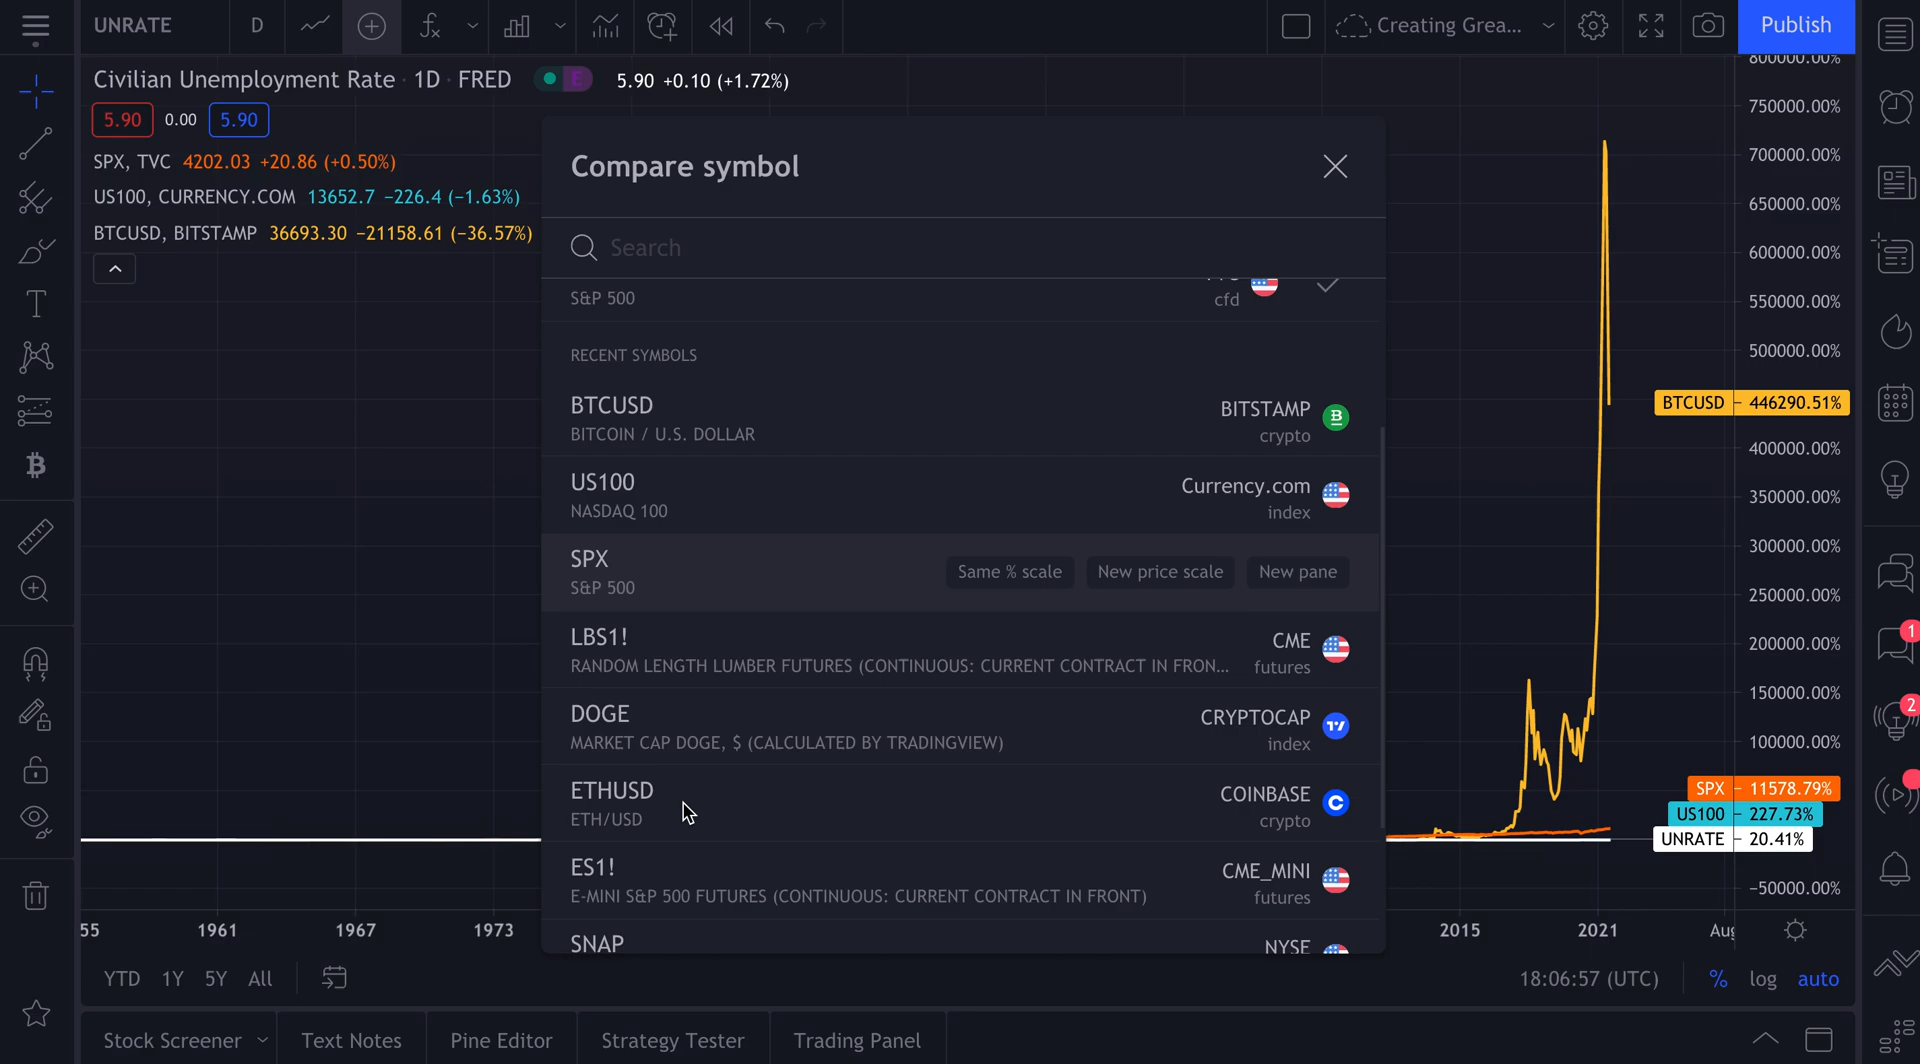 UNRATE
D
Creating Grea...
Publish
Civilian Unemployment Rate · 1D · FRED
E
5.90 +0.10 (+1.72%)
5.90
0.00
5.90
SPX, TVC 4202.03 +20.86 (+0.50%)
US100, CURRENCY.COM 13652.7 −226.4 (−1.63%)
BTCUSD, BITSTAMP 36693.30 −21158.61 (−36.57%)
Compare symbol
Search
S&P 500
cfd
RECENT SYMBOLS
BTCUSD
BITCOIN / U.S. DOLLAR
BITSTAMP
crypto
US100
NASDAQ 100
Currency.com
index
SPX
S&P 500
Same % scale
New price scale
New pane
LBS1!
RANDOM LENGTH LUMBER FUTURES (CONTINUOUS: CURRENT CONTRACT IN FRON...
CME
futures
DOGE
MARKET CAP DOGE, $ (CALCULATED BY TRADINGVIEW)
CRYPTOCAP
index
ETHUSD
ETH/USD
COINBASE
crypto
ES1!
E-MINI S&P 500 FUTURES (CONTINUOUS: CURRENT CONTRACT IN FRONT)
CME_MINI
futures
SNAP
NYSE
800000.00%
750000.00%
700000.00%
650000.00%
600000.00%
550000.00%
500000.00%
BTCUSD 446290.51%
400000.00%
350000.00%
300000.00%
250000.00%
200000.00%
150000.00%
100000.00%
SPX 11578.79%
US100 227.73%
UNRATE 20.41%
−50000.00%
1
2
55
1961
1967
1973
2015
2021
Aug
YTD
1Y
5Y
All
18:06:57 (UTC)
%
log
auto
Stock Screener
Text Notes
Pine Editor
Strategy Tester
Trading Panel